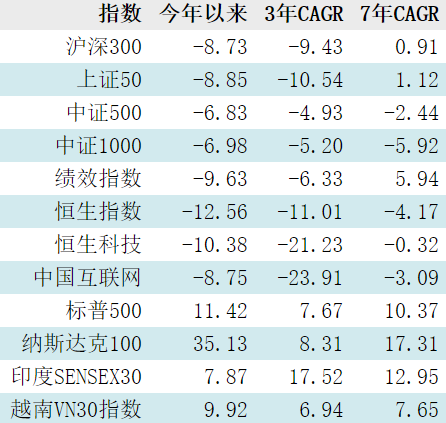 指数 今年以来 3年CAGR 7年CAGR
沪深300 -8.73 -9.43 0.91
上证50 -8.85 -10.54 1.12
中证500 -6.83 -4.93 -2.44
中证1000 -6.98 -5.20 -5.92
绩效指数 -9.63 -6.33 5.94
恒生指数 -12.56 -11.01 -4.17
恒生科技 -10.38 -21.23 -0.32
中国互联网 -8.75 -23.91 -3.09
标普500 11.42 7.67 10.37
纳斯达克100 35.13 8.31 17.31
印度SENSEX30 7.87 17.52 12.95
越南VN30指数 9.92 6.94 7.65